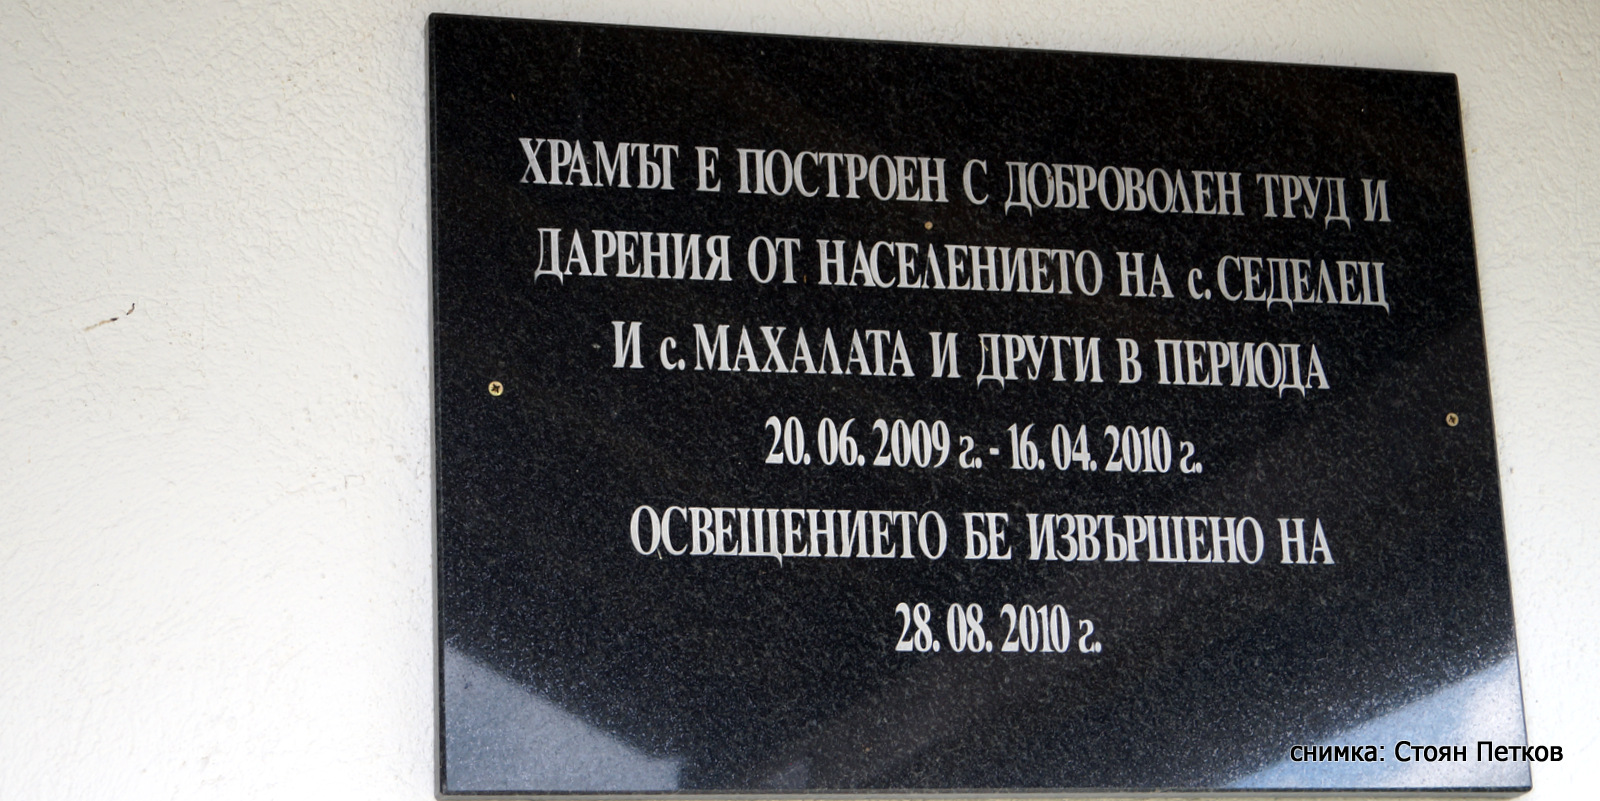 ХРАМЪТ Е ПОСТРОЕН С ДОБРОВОЛЕН ТРУД И
ДАРЕНИЯ ОТ НАСЕЛЕНИЕТО НА с. СЕДЕЛЕЦ
И с. МАХАЛАТА И ДРУГИ В ПЕРИОДА
20. 06. 2009 г. - 16. 04. 2010 г.
ОСВЕЩЕНИЕТО БЕ ИЗВЪРШЕНО НА
28. 08. 2010 г.
снимка: Стоян Петков